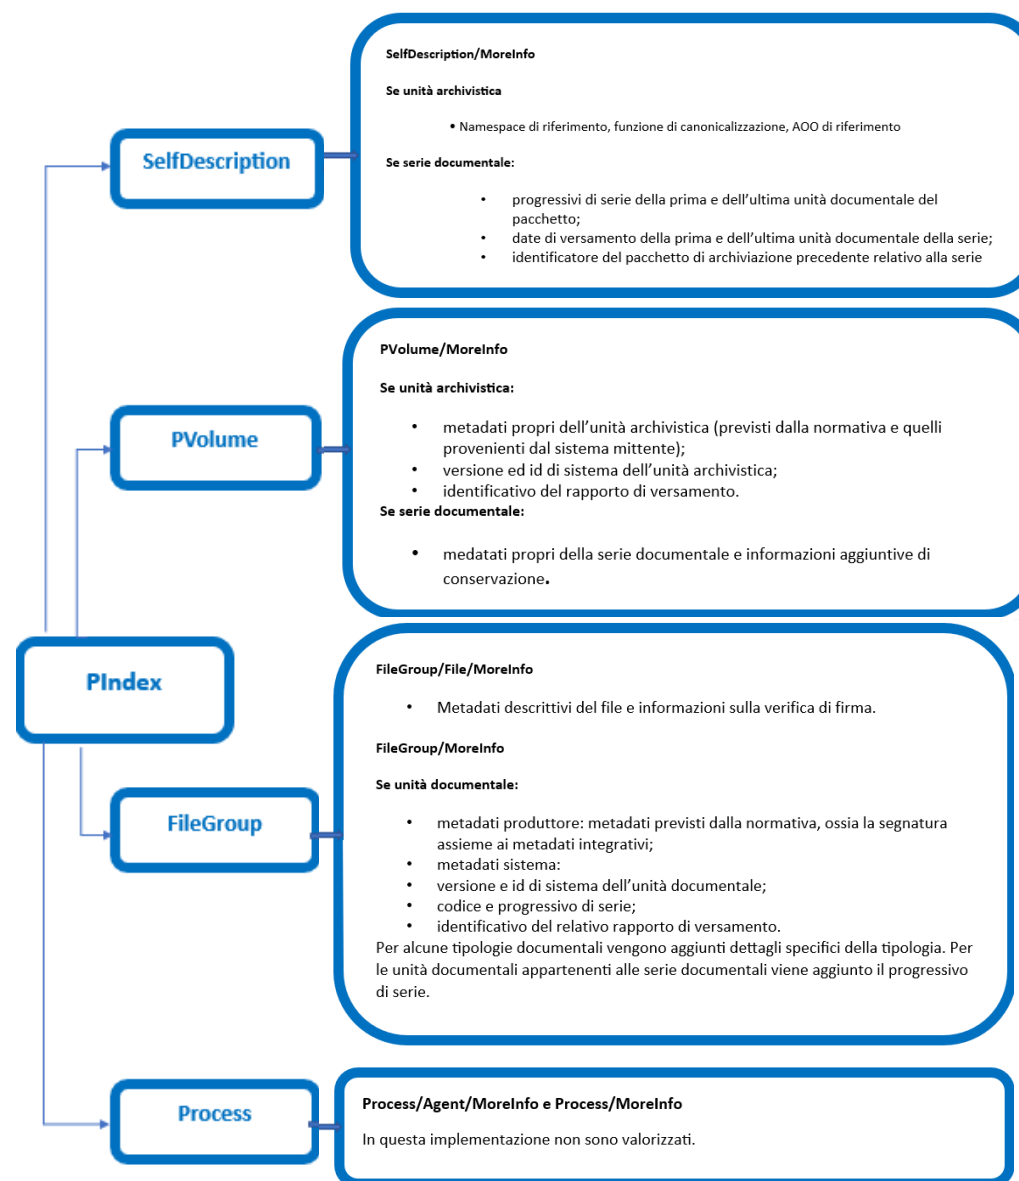 SelfDescription/MoreInfo
Se unità archivistica
• Namespace di riferimento, funzione di canonicalizzazione, AOO di riferimento
SelfDescription
Se serie documentale:
• progressivi di serie della prima e dell’ultima unità documentale del
pacchetto;
• date di versamento della prima e dell’ultima unità documentale della serie;
• identificatore del pacchetto di archiviazione precedente relativo alla serie
PVolume/MoreInfo
Se unità archivistica:
PVolume
• metadati propri dell’unità archivistica (previsti dalla normativa e quelli
provenienti dal sistema mittente);
• versione ed id di sistema dell’unità archivistica;
• identificativo del rapporto di versamento.
Se serie documentale:
• medatati propri della serie documentale e informazioni aggiuntive di
conservazione.
PIndex
FileGroup/File/MoreInfo
• Metadati descrittivi del file e informazioni sulla verifica di firma.
FileGroup/MoreInfo
Se unità documentale:
FileGroup
• metadati produttore: metadati previsti dalla normativa, ossia la segnatura
assieme ai metadati integrativi;
• metadati sistema:
• versione e id di sistema dell’unità documentale;
• codice e progressivo di serie;
• identificativo del relativo rapporto di versamento.
Per alcune tipologie documentali vengono aggiunti dettagli specifici della tipologia. Per
le unità documentali appartenenti alle serie documentali viene aggiunto il progressivo
di serie.
Process
Process/Agent/MoreInfo e Process/MoreInfo
In questa implementazione non sono valorizzati.